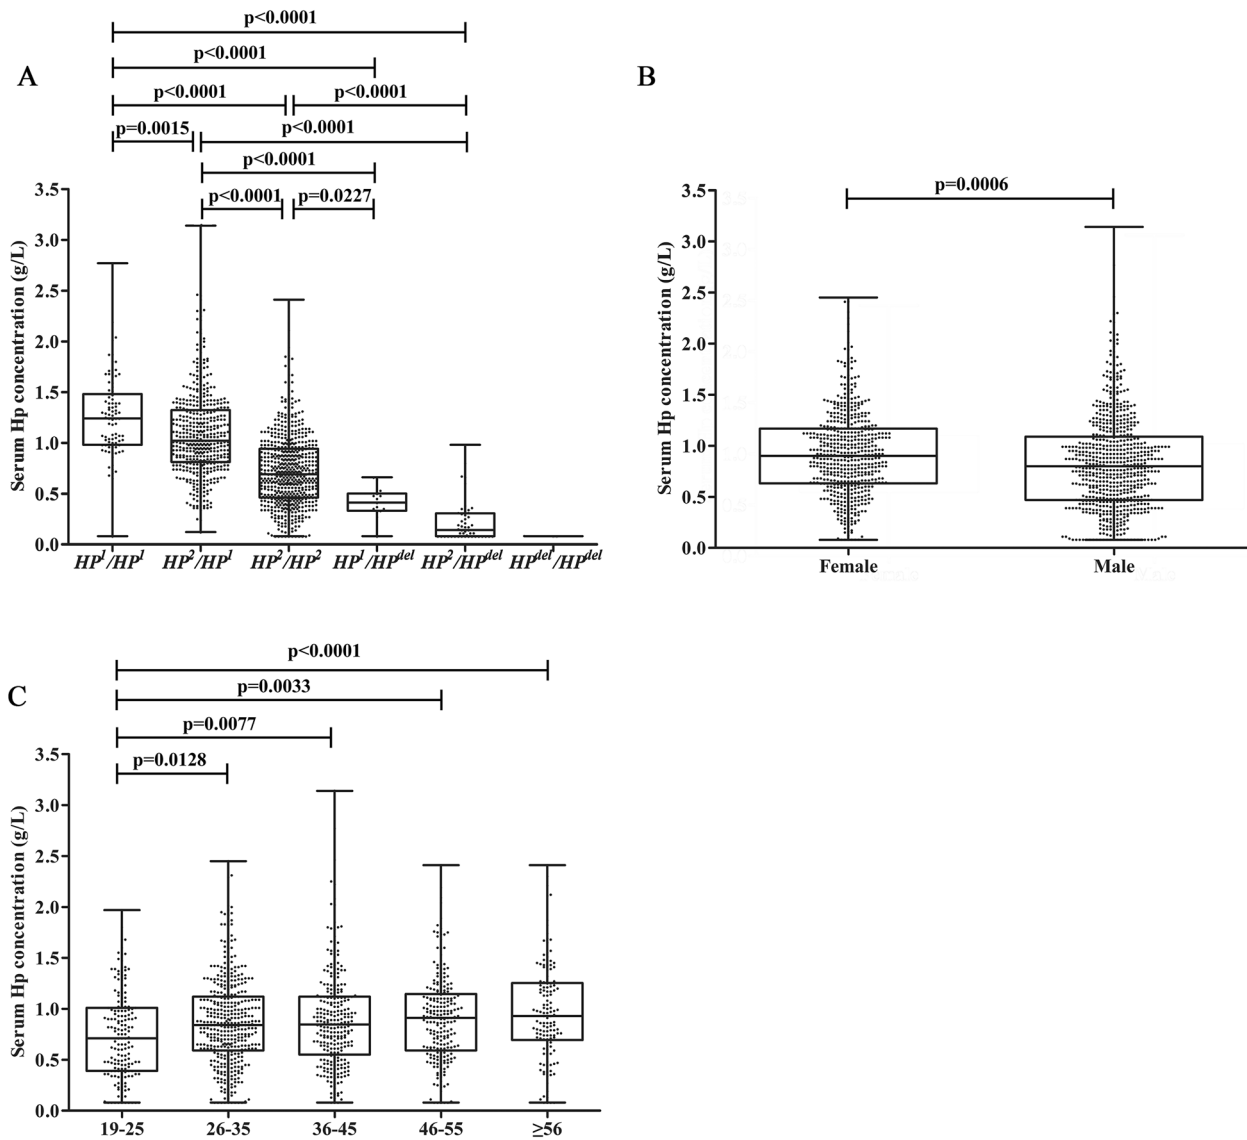 p<0.0001
p<0.0001
A
p<0.0001 p<0.0001
p=0.0015 p<0.0001
p<0.0001
p<0.0001 p=0.0227
3.5
3.0
2.5
2.0
1.5
1.0
0.5
0.0
Serum Hp concentration (g/L)
HP1/HP1 HP2/HP1 HP2/HP2 HP1/HPdel HP2/HPdel HPdel/HPdel
B
p=0.0006
3.5
3.0
2.5
2.0
1.5
1.0
0.5
0.0
Serum Hp concentration (g/L)
Female Male
C
p<0.0001
p=0.0033
p=0.0077
p=0.0128
3.5
3.0
2.5
2.0
1.5
1.0
0.5
0.0
Serum Hp concentration (g/L)
19-25 26-35 36-45 46-55 ≥56